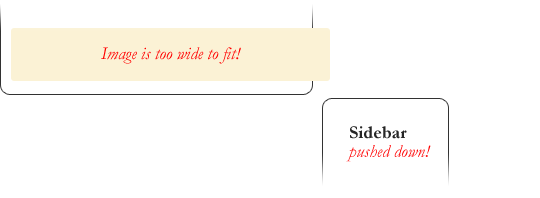 Image is too wide to fit!
Sidebar
pushed down!